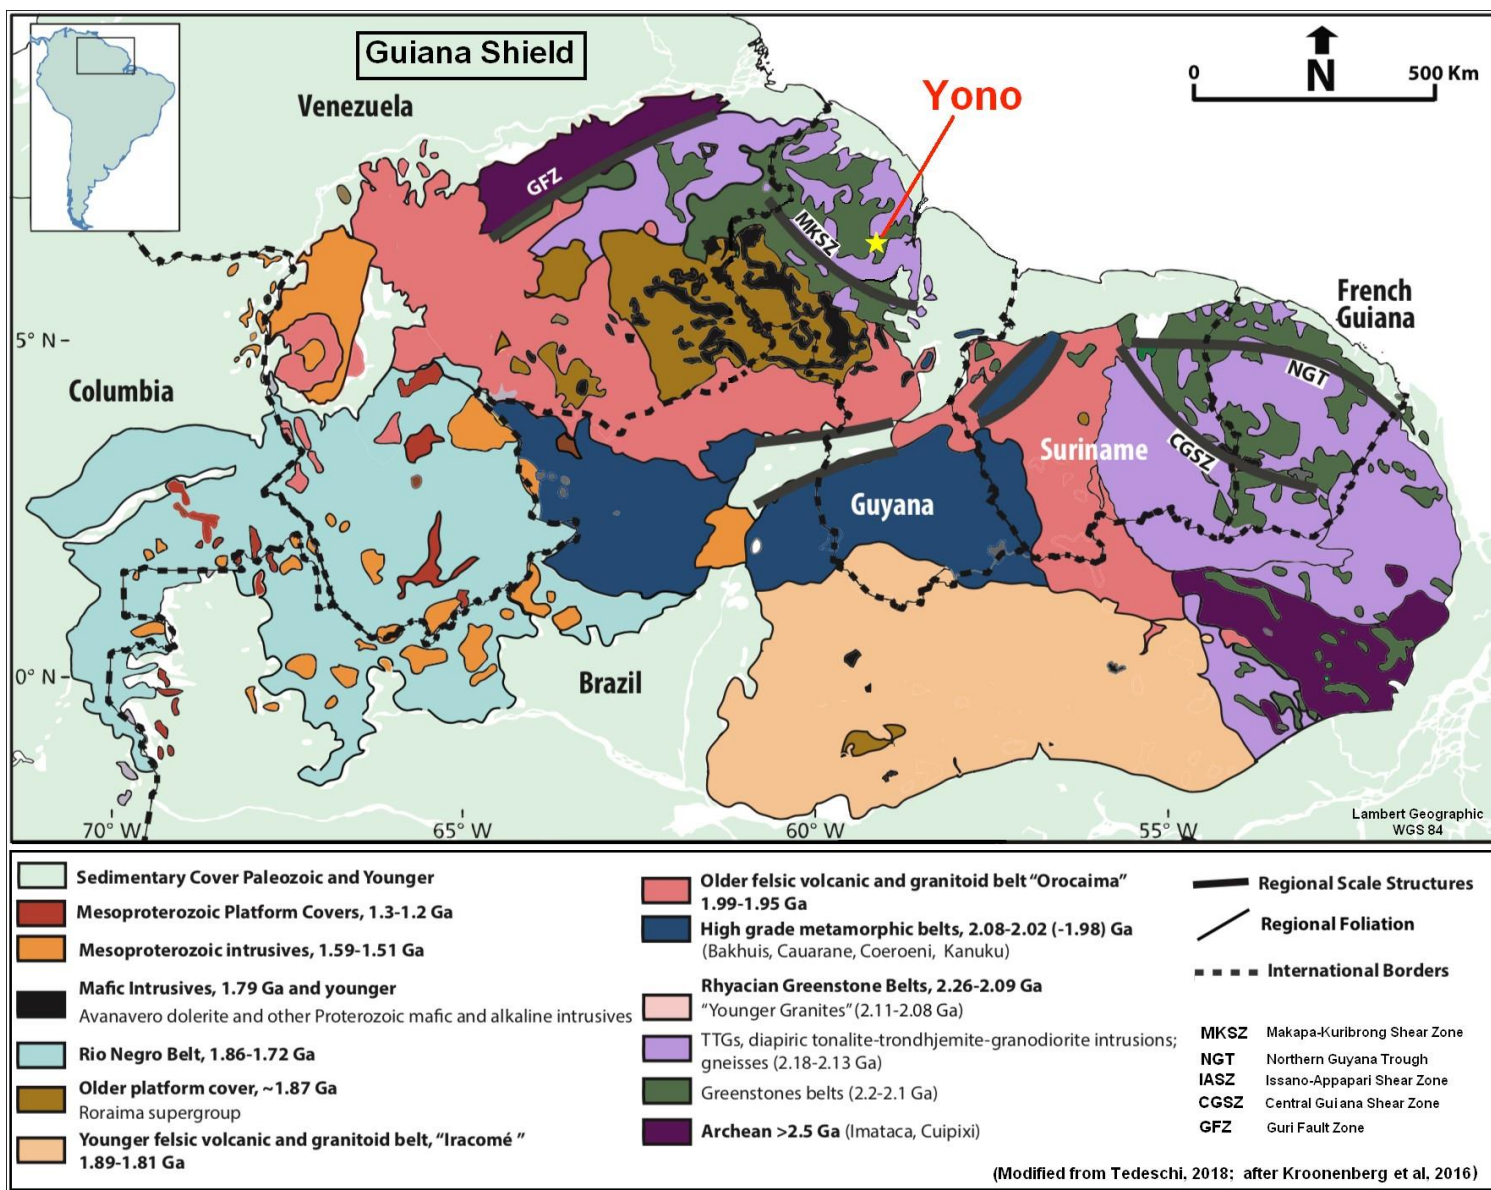 Guiana Shield
Venezuela
Yono
0
500 Km
N
GFZ
MKSZ
5° N
Columbia
French
Guiana
NGT
Suriname
CGSZ
Guyana
0° N
Brazil
70° W
65° W
60° W
55° W
Lambert Geographic
WGS 84
Sedimentary Cover Paleozoic and Younger
Mesoproterozoic Platform Covers, 1.3-1.2 Ga
Mesoproterozoic intrusives, 1.59-1.51 Ga
Mafic Intrusives, 1.79 Ga and younger
Avanavero dolerite and other Proterozoic mafic and alkaline intrusives
Rio Negro Belt, 1.86-1.72 Ga
Older platform cover, ~1.87 Ga
Roraima supergroup
Younger felsic volcanic and granitoid belt, "Iracomé "
1.89-1.81 Ga
Older felsic volcanic and granitoid belt "Orocaima"
1.99-1.95 Ga
High grade metamorphic belts, 2.08-2.02 (-1.98) Ga
(Bakhuis, Cauarane, Coeroeni, Kanuku)
Rhyacian Greenstone Belts, 2.26-2.09 Ga
"Younger Granites" (2.11-2.08 Ga)
TTGs, diapiric tonalite-trondhjemite-granodiorite intrusions;
gneisses (2.18-2.13 Ga)
Greenstones belts (2.2-2.1 Ga)
Archean >2.5 Ga (Imataca, Cuipixi)
Regional Scale Structures
Regional Foliation
International Borders
MKSZ Makapa-Kuribrong Shear Zone
NGT Northern Guyana Trough
IASZ Issano-Appapari Shear Zone
CGSZ Central Guiana Shear Zone
GFZ Guri Fault Zone
(Modified from Tedeschi, 2018; after Kroonenberg et al, 2016)